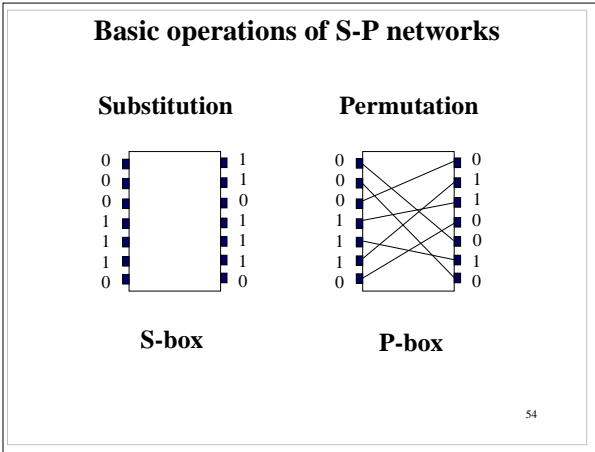 Basic operations of S-P networks
Substitution Permutation
0 1 0 0
0 1 0 1
0 0 0 1
1 1 1 0
1 1 1 0
1 1 1 1
0 0 0 0
S-box P-box
54